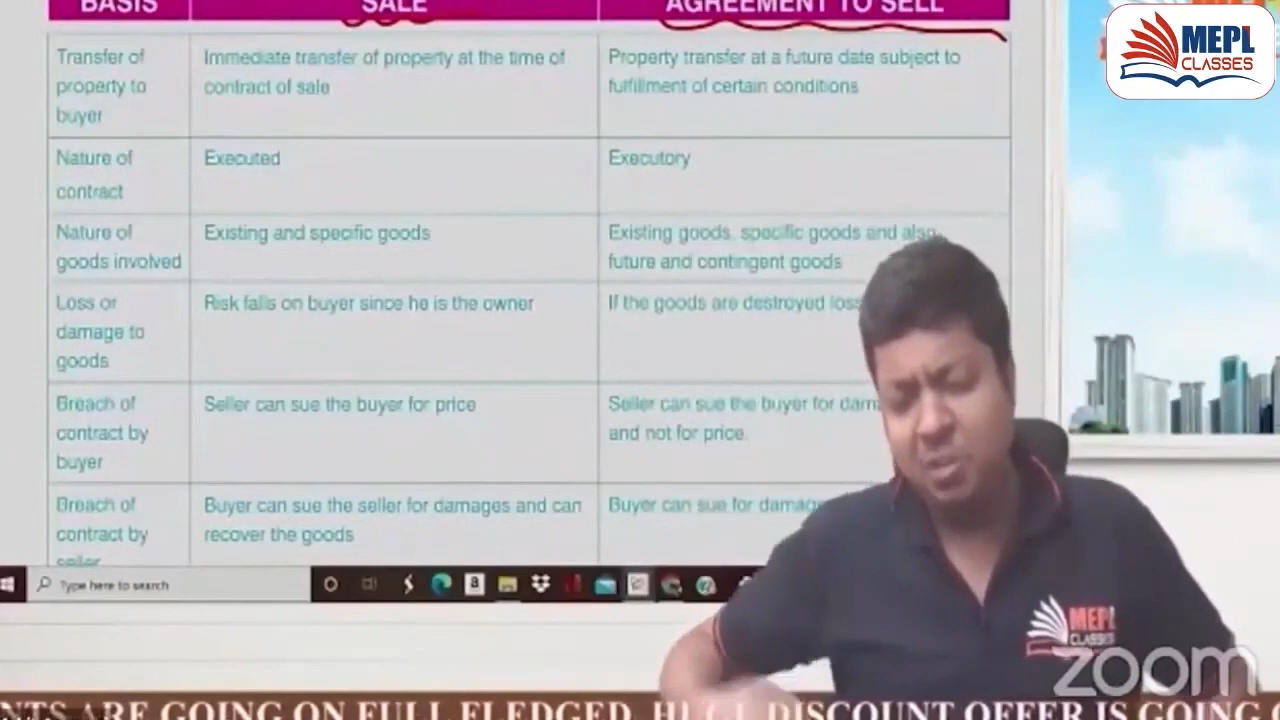 BASIS SALE AGREEMENT TO SELL
Transfer of
property to
buyer
Immediate transfer of property at the time of
contract of sale
Property transfer at a future date subject to
fulfillment of certain conditions
Nature of
contract
Executed
Executory
Nature of
goods involved
Existing and specific goods
Existing goods, specific goods and also
future and contingent goods
Loss or
damage to
goods
Risk falls on buyer since he is the owner
If the goods are destroyed loss
Breach of
contract by
buyer
Seller can sue the buyer for price
Seller can sue the buyer for
and not for price.
Breach of
contract by
seller
Buyer can sue the seller for damages and can
recover the goods
Buyer can sue for
Type here to search
MEPL
CLASSES
MEPL
CLASSES
zoom
ARE GOING ON FULL FLEDGED, DISCOUNT OFFER IS GOING